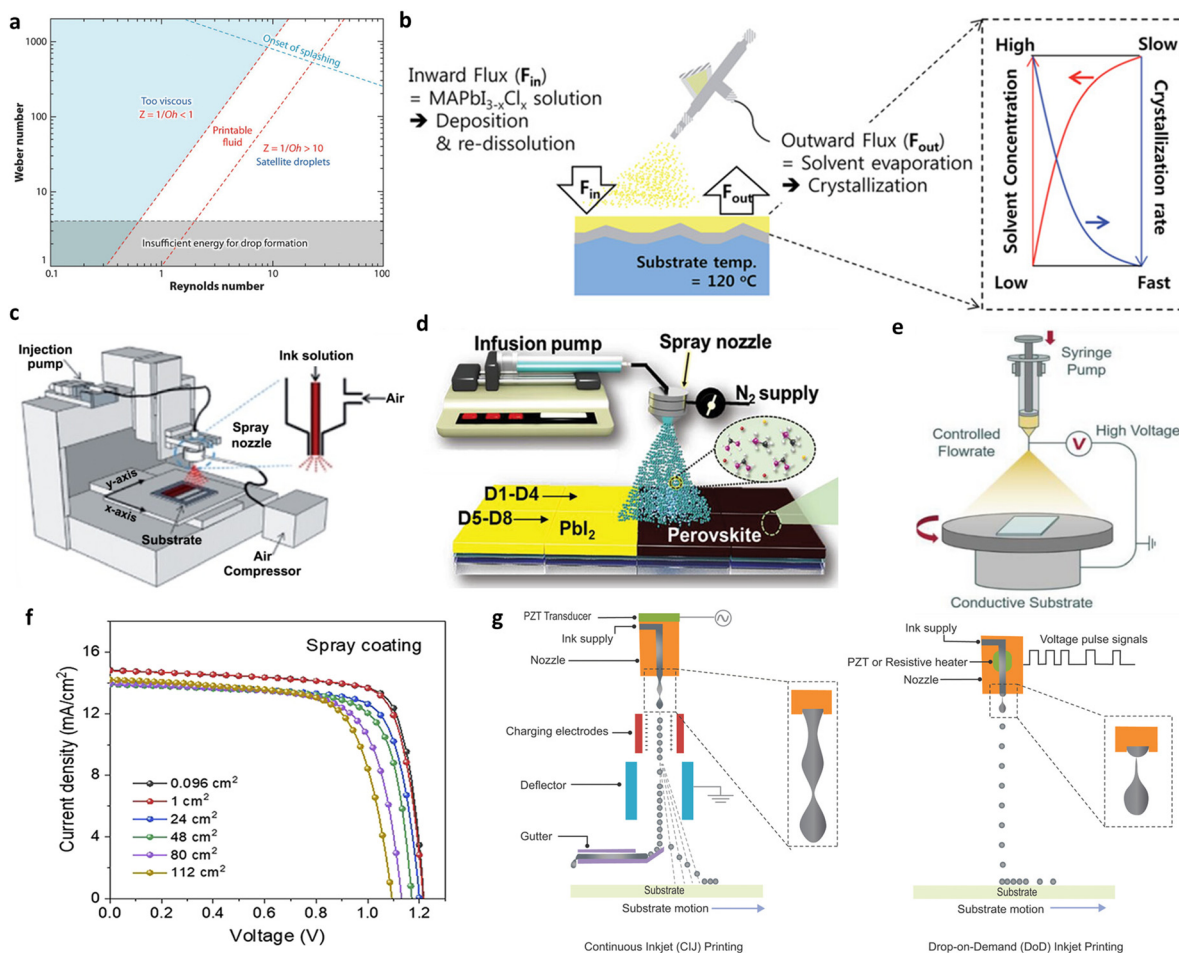 a
1000
100
10
1
Weber number
0.1
1
10
100
Reynolds number
Onset of splashing
Too viscous
Z = 1/Oh < 1
Printable
fluid
Z = 1/Oh > 10
Satellite droplets
Insufficient energy for drop formation
b
Inward Flux (Fin)
= MAPbI3-xClx solution
➔ Deposition
& re-dissolution
Fin
Fout
Outward Flux (Fout)
= Solvent evaporation
➔ Crystallization
Substrate temp.
= 120 °C
High
Slow
Solvent Concentration
Crystallization rate
Low
Fast
c
Injection
pump
Ink solution
Air
Spray
nozzle
y-axis
x-axis
Substrate
Air
Compressor
d
Infusion pump
Spray nozzle
N2 supply
D1-D4
D5-D8
PbI2
Perovskite
e
Syringe
Pump
Controlled
Flowrate
V
High Voltage
Conductive Substrate
f
Spray coating
Current density (mA/cm2)
16
12
8
4
0
0.096 cm2
1 cm2
24 cm2
48 cm2
80 cm2
112 cm2
0.0
0.2
0.4
0.6
0.8
1.0
1.2
Voltage (V)
g
PZT Transducer
Ink supply
Nozzle
Charging electrodes
Deflector
Gutter
Substrate
Substrate motion
Continuous Inkjet (CIJ) Printing
Ink supply
PZT or Resistive heater
Nozzle
Voltage pulse signals
Substrate
Substrate motion
Drop-on-Demand (DoD) Inkjet Printing